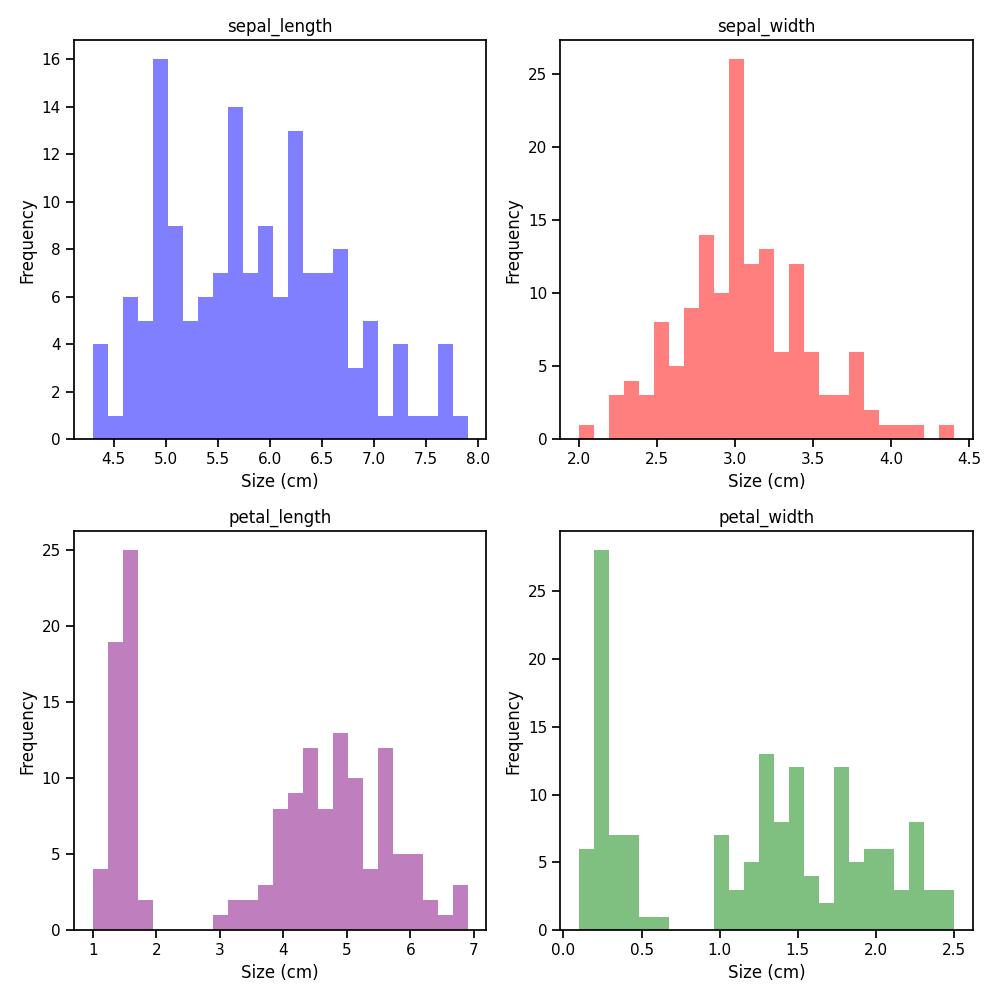 sepal_length
16
14
12
10
8
6
4
2
0
Frequency
4.5 5.0 5.5 6.0 6.5 7.0 7.5 8.0
Size (cm)
sepal_width
25
20
15
10
5
0
Frequency
2.0 2.5 3.0 3.5 4.0 4.5
Size (cm)
petal_length
25
20
15
10
5
0
Frequency
1 2 3 4 5 6 7
Size (cm)
petal_width
25
20
15
10
5
0
Frequency
0.0 0.5 1.0 1.5 2.0 2.5
Size (cm)